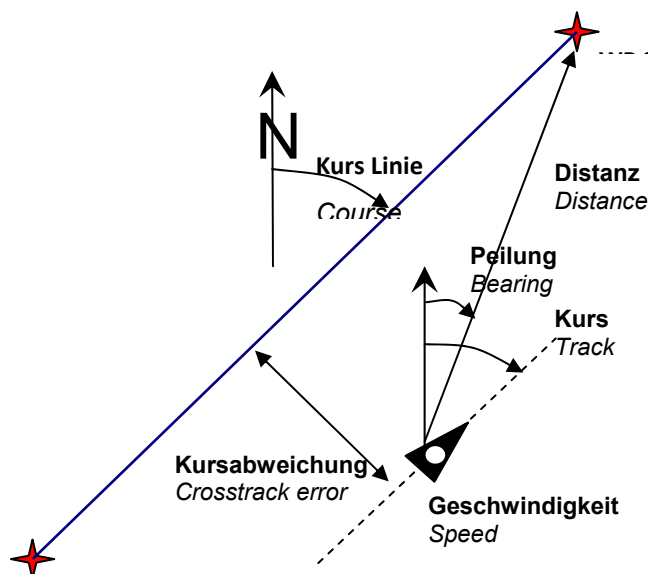 N
Kurs Linie
Course
Distanz
Distance
Peilung
Bearing
Kurs
Track
Kursabweichung
Crosstrack error
Geschwindigkeit
Speed